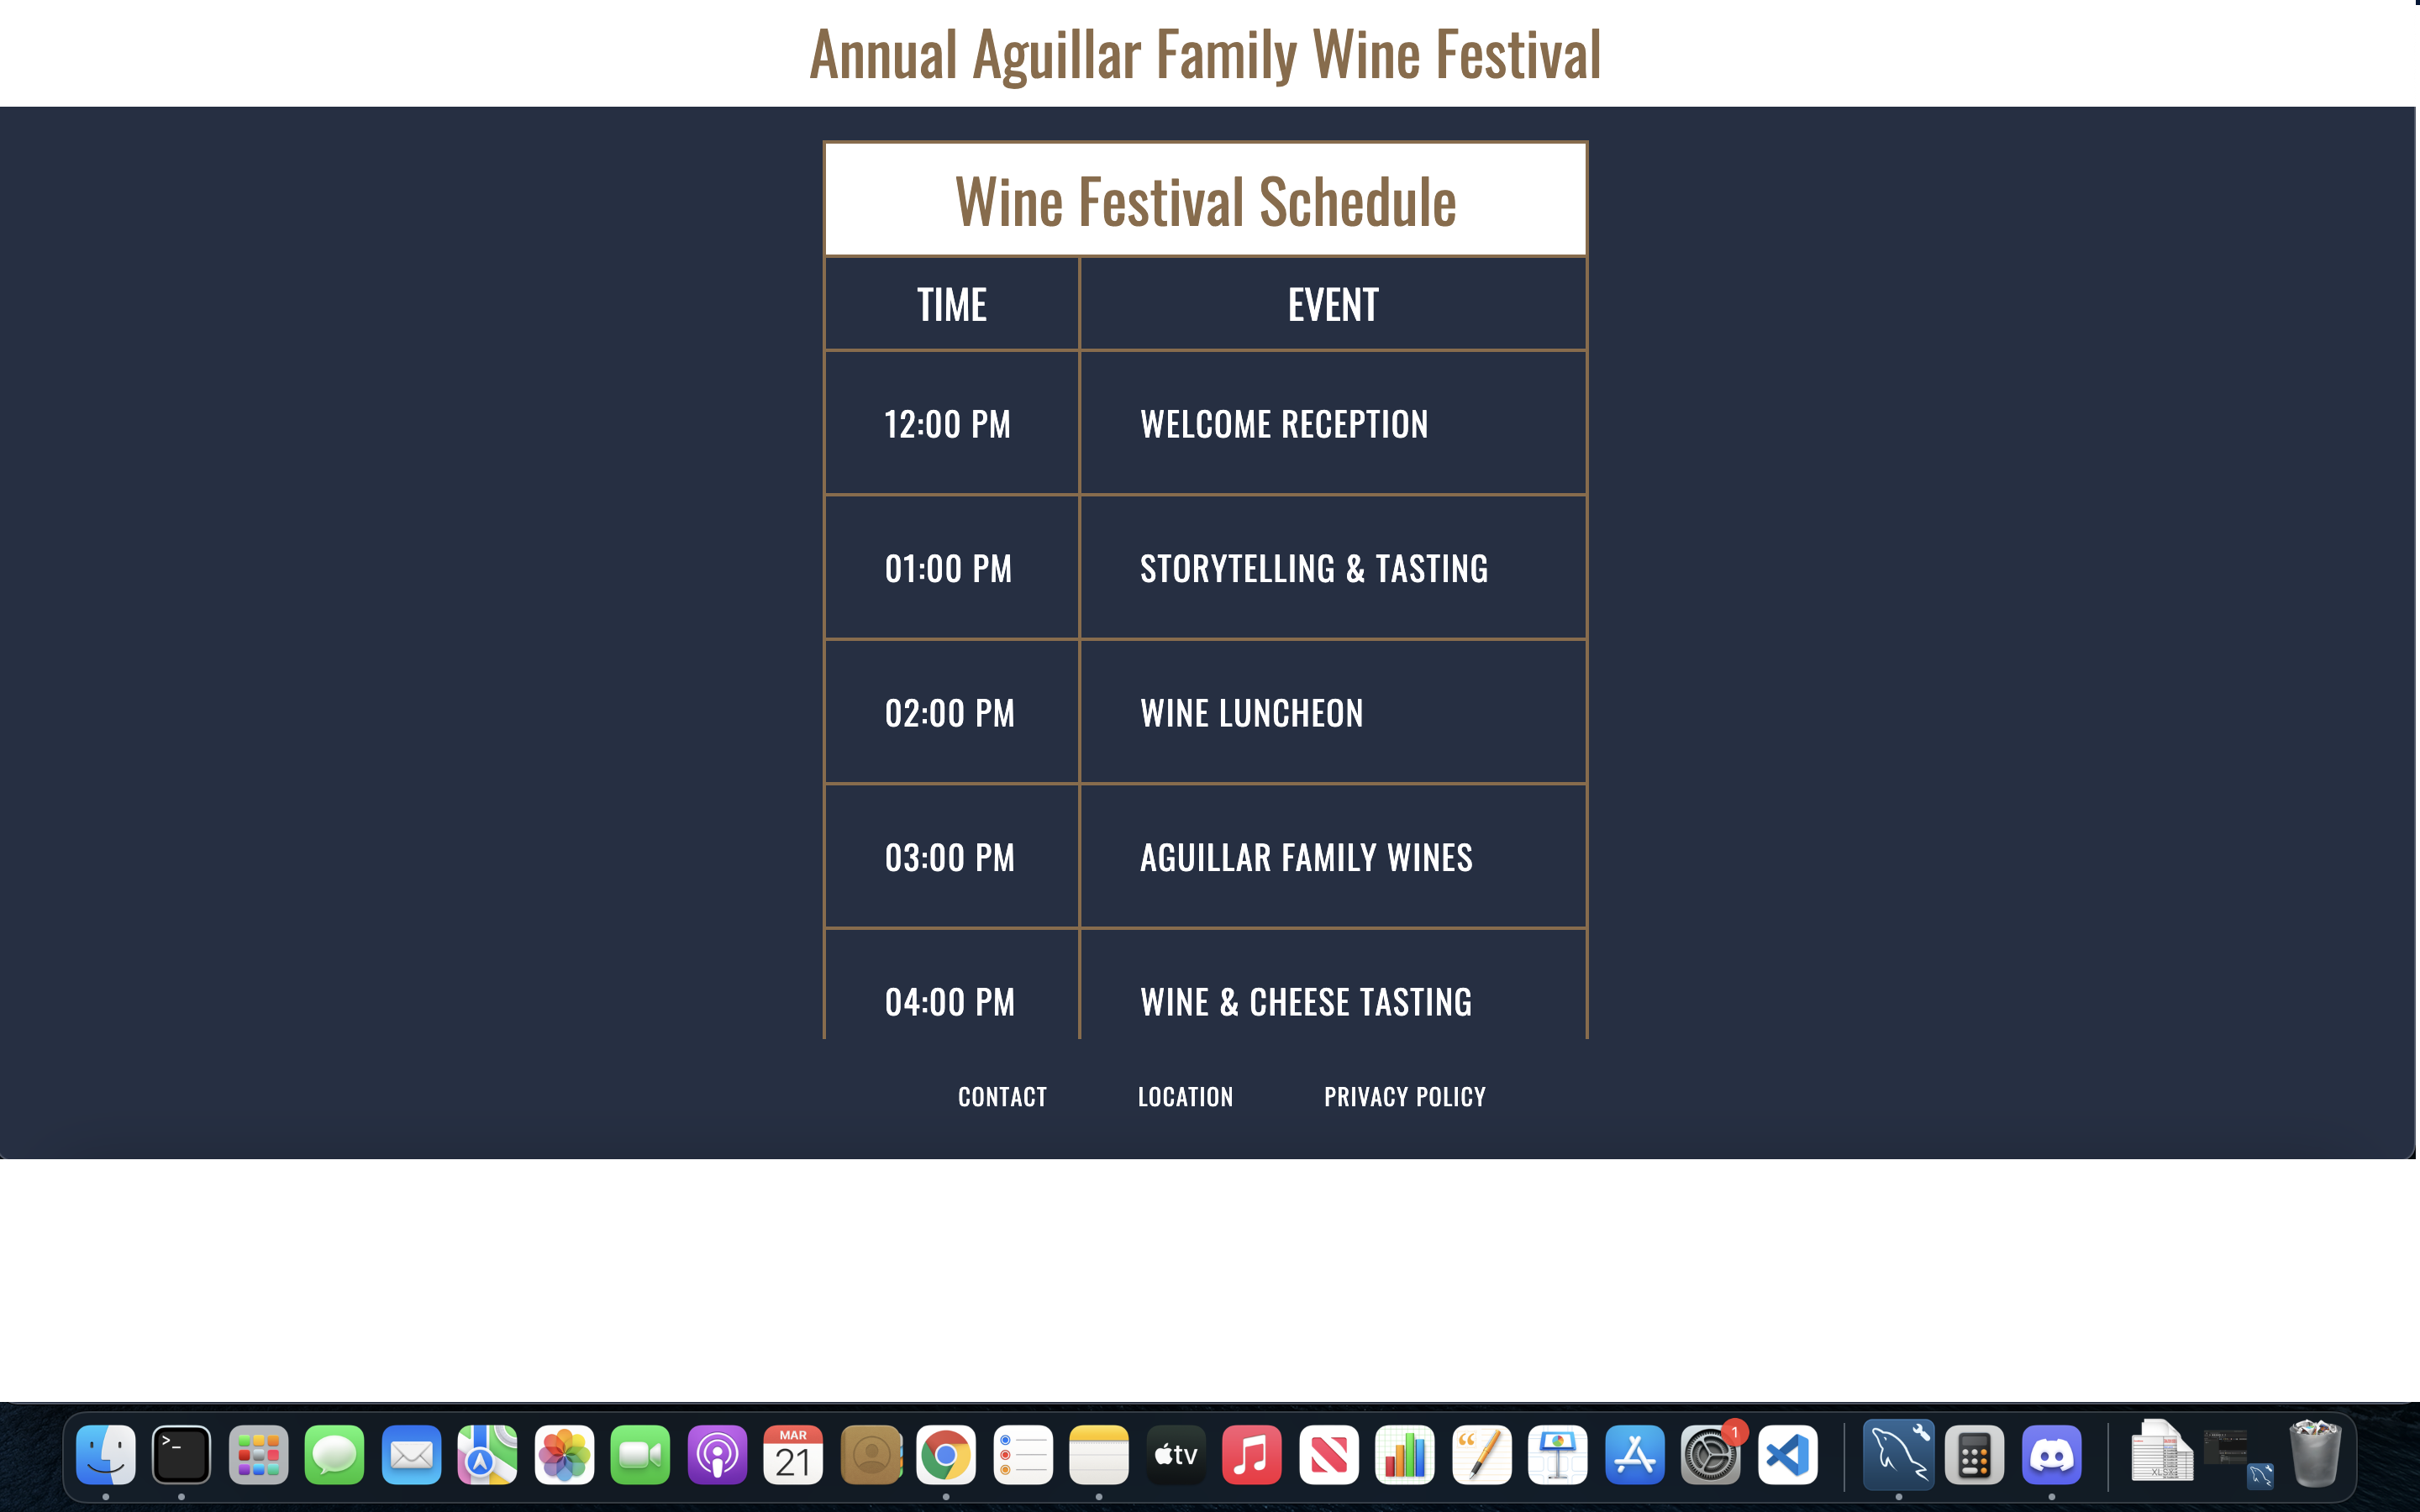 Annual Aguillar Family Wine Festival
Wine Festival Schedule
TIME EVENT
12:00 PM WELCOME RECEPTION
01:00 PM STORYTELLING & TASTING
02:00 PM WINE LUNCHEON
03:00 PM AGUILLAR FAMILY WINES
04:00 PM WINE & CHEESE TASTING
CONTACT LOCATION PRIVACY POLICY
MAR
21
tv
1
>_